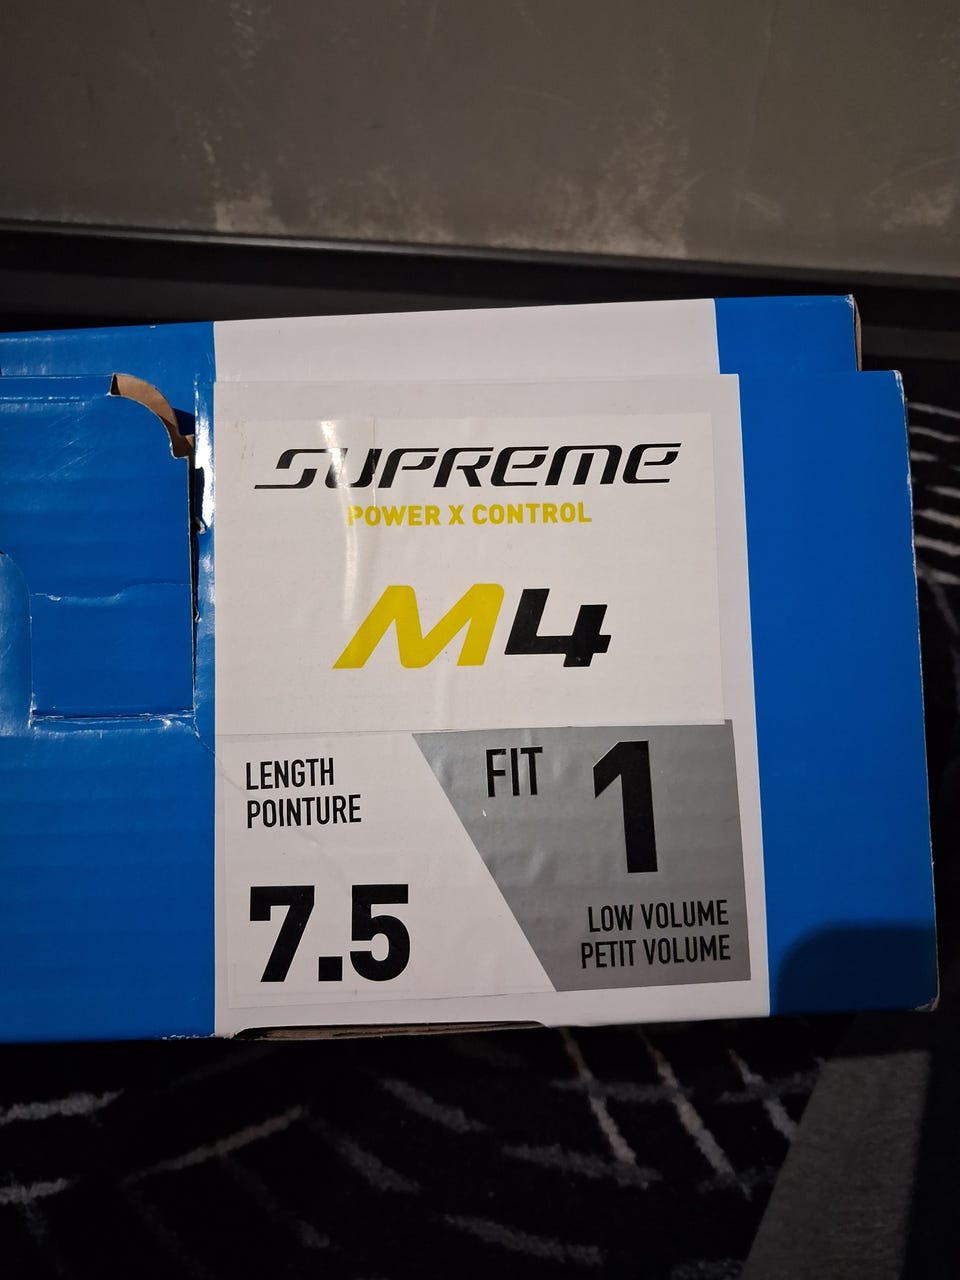 SUPREME
POWER X CONTROL
M4
LENGTH
POINTURE
7.5
FIT 1
LOW VOLUME
PETIT VOLUME